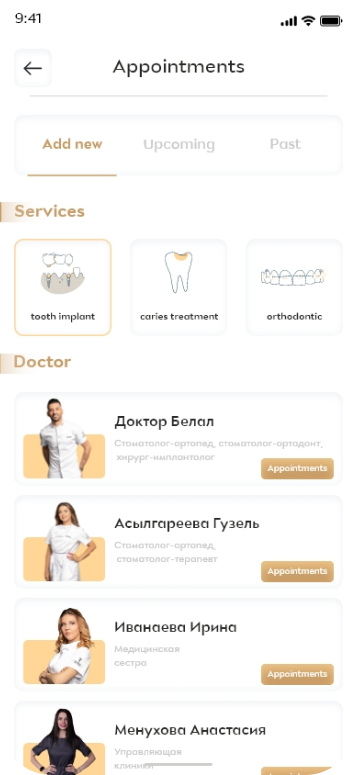 9:41
Appointments
Add new Upcoming Past
Services
tooth implant caries treatment orthodontic
Doctor
Доктор Белал
Стоматолог-ортопед, стоматолог-ортодонт,
хирург-имплантолог
Appointments
Асылгареева Гузель
Стоматолог-ортопед,
стоматолог-терапевт
Appointments
Иванаева Ирина
Медицинская
сестра
Appointments
Менухова Анастасия
Управляющая
клиники